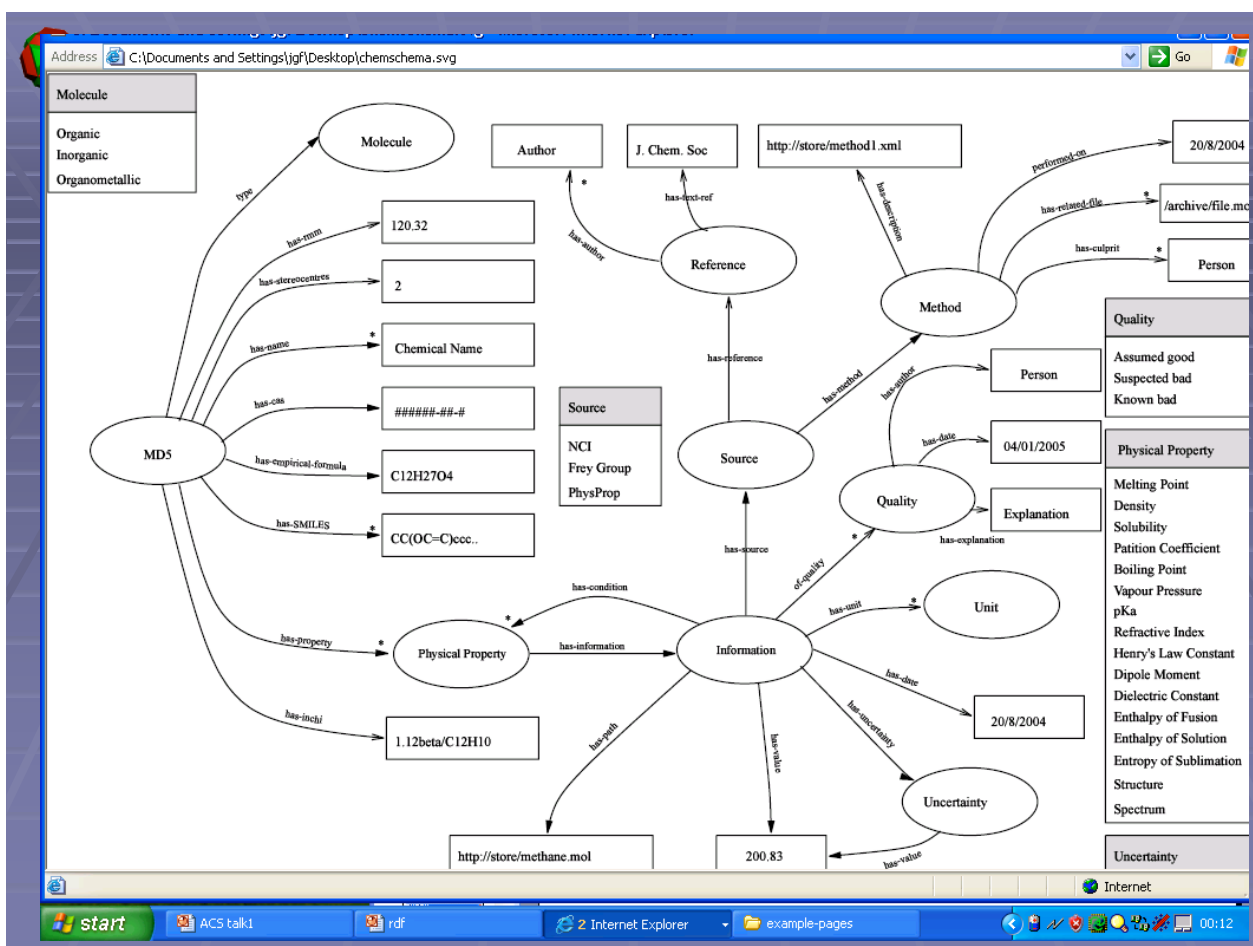 Address C:\Documents and Settings\jgf\Desktop\chemschema.svg Go
Molecule
Organic
Inorganic
Organometallic
Molecule
type
Author
J. Chem. Soc
http://store/method1.xml
20/8/2004
performed-on
*
has-text-ref
has-description
has-related-file
*
/archive/file.mo
has-author
has-culprit
*
Person
Reference
Method
has-rmm
120.32
has-stereocentres
2
has-name
*
Chemical Name
has-cas
######-##-#
has-empirical-formula
C12H27O4
has-SMILES
*
CC(OC=C)ccc..
MD5
has-reference
has-method
has-author
Person
Quality
Assumed good
Suspected bad
Known bad
Source
NCI
Frey Group
PhysProp
Source
has-date
04/01/2005
Quality
Explanation
has-explanation
Physical Property
Melting Point
Density
Solubility
Patition Coefficient
Boiling Point
Vapour Pressure
pKa
Refractive Index
Henry's Law Constant
Dipole Moment
Dielectric Constant
Enthalpy of Fusion
Enthalpy of Solution
Entropy of Sublimation
Structure
Spectrum
has-source
of-quality
*
has-condition
*
has-unit
*
Unit
has-property
*
Physical Property
has-information
Information
has-date
20/8/2004
has-inchi
1.12beta/C12H10
has-path
has-value
has-uncertainty
Uncertainty
http://store/methane.mol
200.83
has-value
Uncertainty
Internet
start
ACS talk1
rdf
2 Internet Explorer
example-pages
00:12